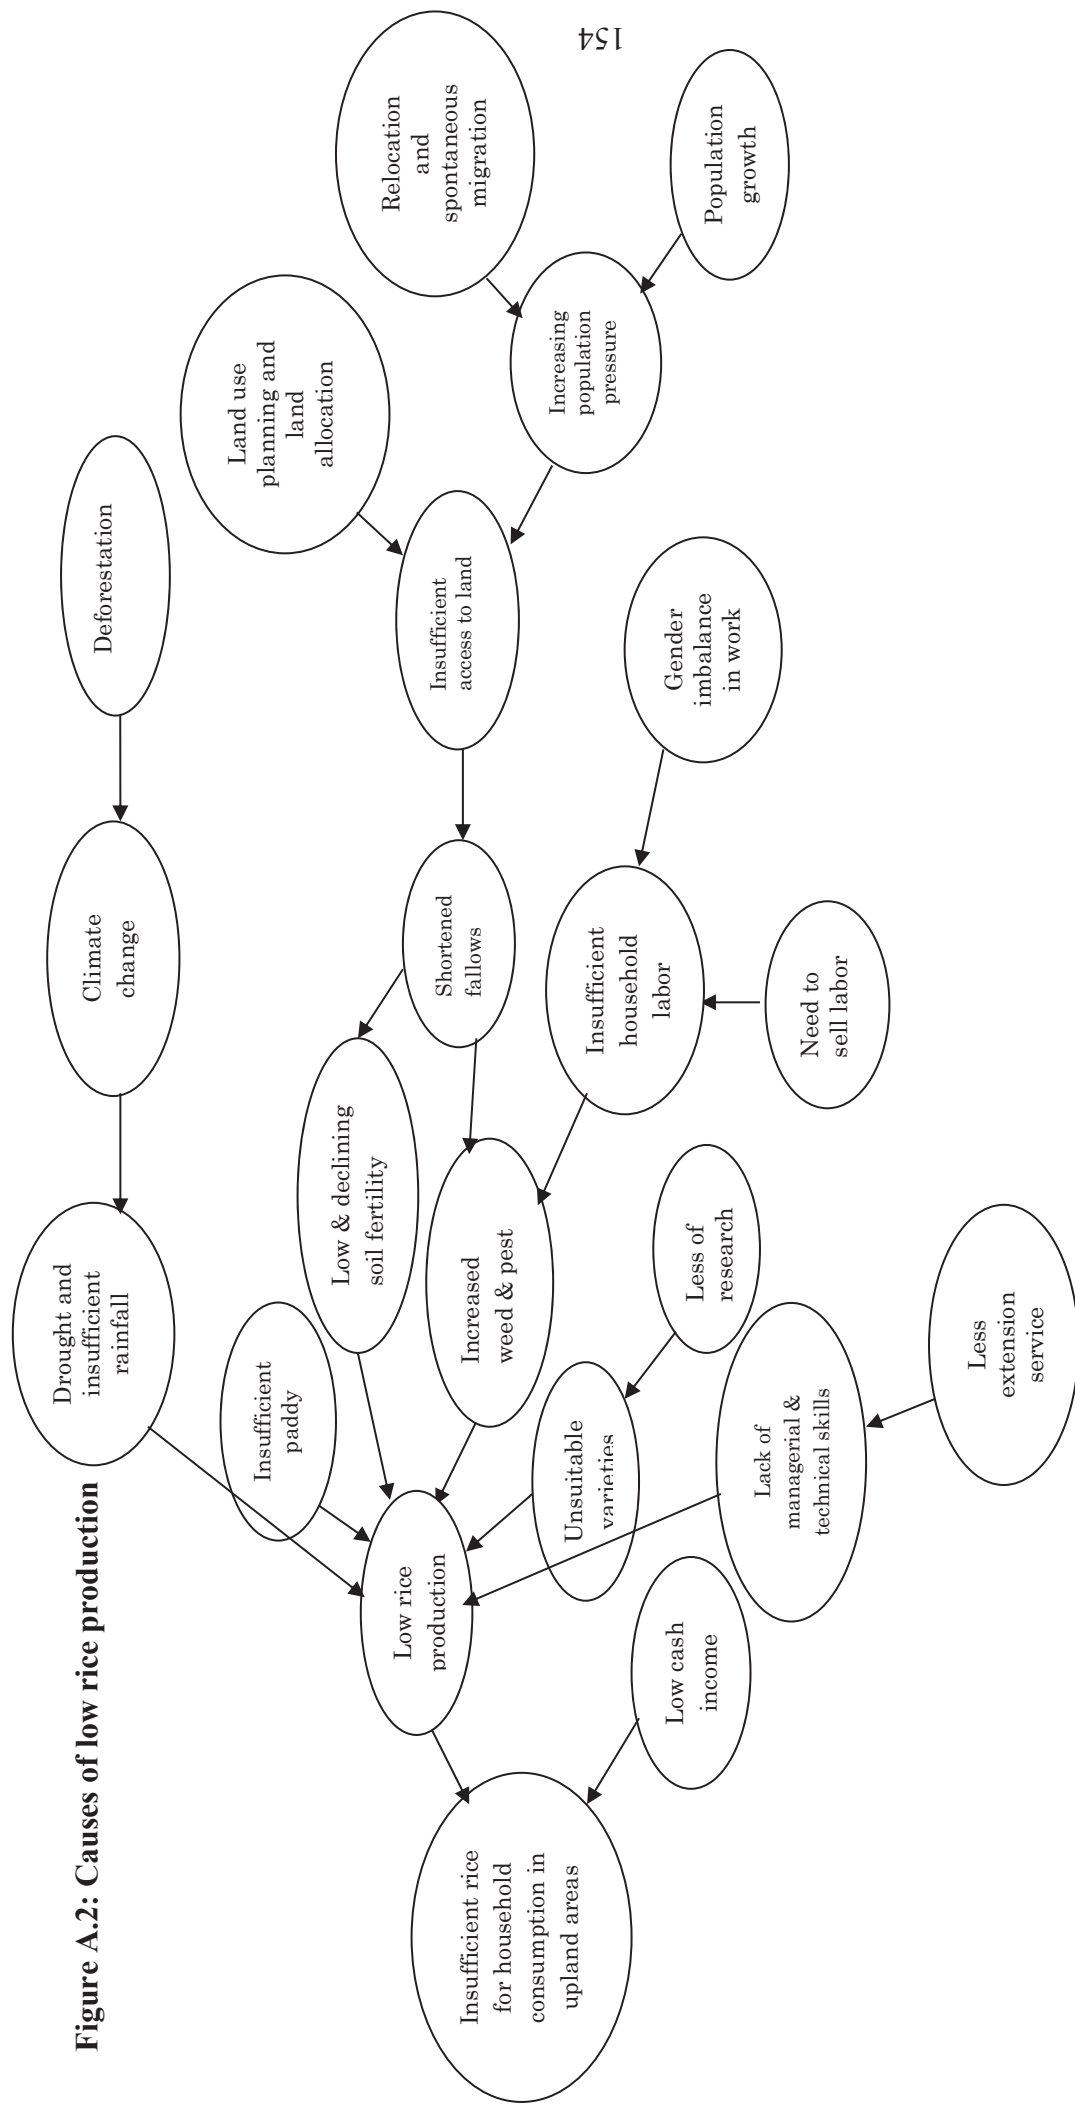 Figure A.2: Causes of low rice production
Drought and
insufficient
rainfall
Climate
change
Deforestation
Insufficient
paddy
Land use
planning and
land
allocation
Low & declining
soil fertility
Relocation
and
spontaneous
migration
Low rice
production
Shortened
fallows
Insufficient
access to land
Insufficient rice
for household
consumption in
upland areas
Increased
weed & pest
Increasing
population
pressure
Unsuitable
varieties
Insufficient
household
labor
Low cash
income
Less of
research
Gender
imbalance
in work
Population
growth
Lack of
managerial &
technical skills
Need to
sell labor
Less
extension
service
154